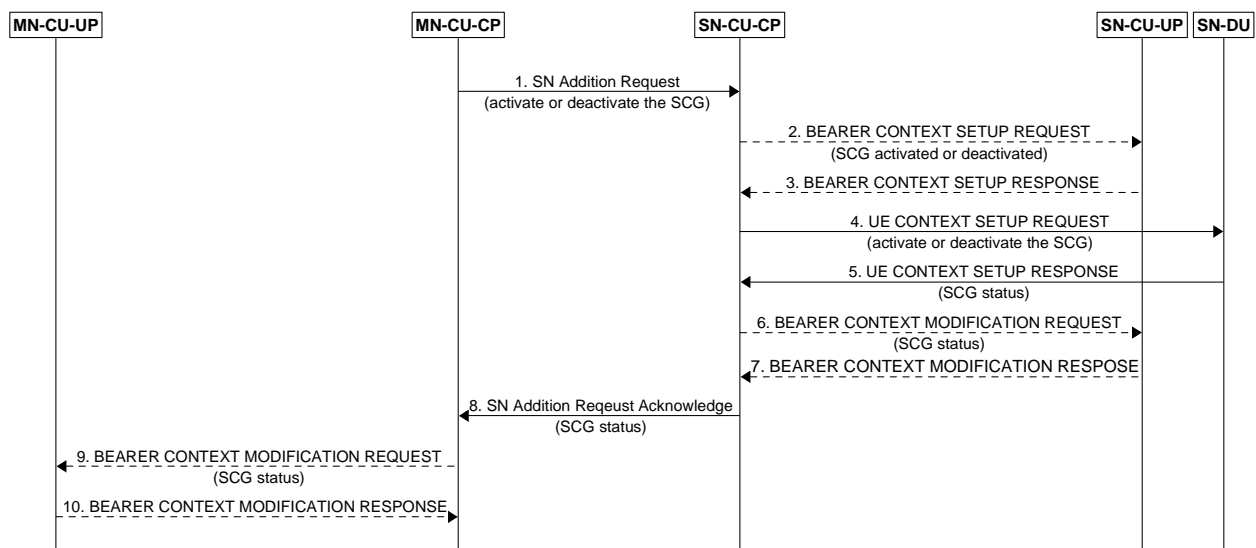 MN-CU-UP MN-CU-CP SN-CU-CP SN-CU-UP SN-DU
1. SN Addition Request
(activate or deactivate the SCG)
2. BEARER CONTEXT SETUP REQUEST
(SCG activated or deactivated)
3. BEARER CONTEXT SETUP RESPONSE
4. UE CONTEXT SETUP REQUEST
(activate or deactivate the SCG)
5. UE CONTEXT SETUP RESPONSE
(SCG status)
6. BEARER CONTEXT MODIFICATION REQUEST
(SCG status)
7. BEARER CONTEXT MODIFICATION RESPOSE
8. SN Addition Reqeust Acknowledge
(SCG status)
9. BEARER CONTEXT MODIFICATION REQUEST
(SCG status)
10. BEARER CONTEXT MODIFICATION RESPONSE